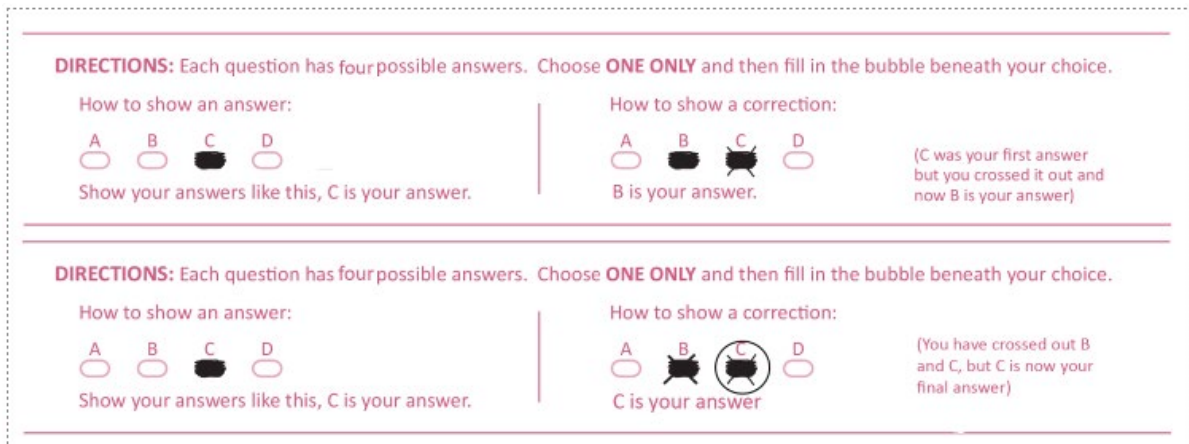 DIRECTIONS: Each question has four possible answers. Choose ONE ONLY and then fill in the bubble beneath your choice.
How to show an answer:
A B C D
Show your answers like this, C is your answer.
How to show a correction:
A B C D
B is your answer.
(C was your first answer
but you crossed it out and
now B is your answer)
DIRECTIONS: Each question has four possible answers. Choose ONE ONLY and then fill in the bubble beneath your choice.
How to show an answer:
A B C D
Show your answers like this, C is your answer.
How to show a correction:
A B C D
C is your answer
(You have crossed out B
and C, but C is now your
final answer)